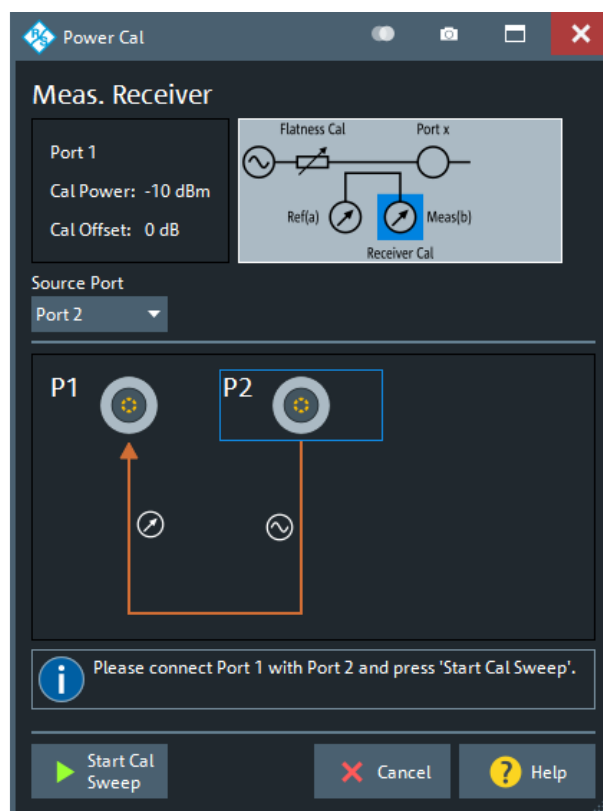 Power Cal
Meas. Receiver
Port 1
Cal Power: -10 dBm
Cal Offset: 0 dB
Flatness Cal
Port x
Ref(a)
Meas(b)
Receiver Cal
Source Port
Port 2
P1
P2
Please connect Port 1 with Port 2 and press 'Start Cal Sweep'.
Start Cal
Sweep
Cancel
? Help